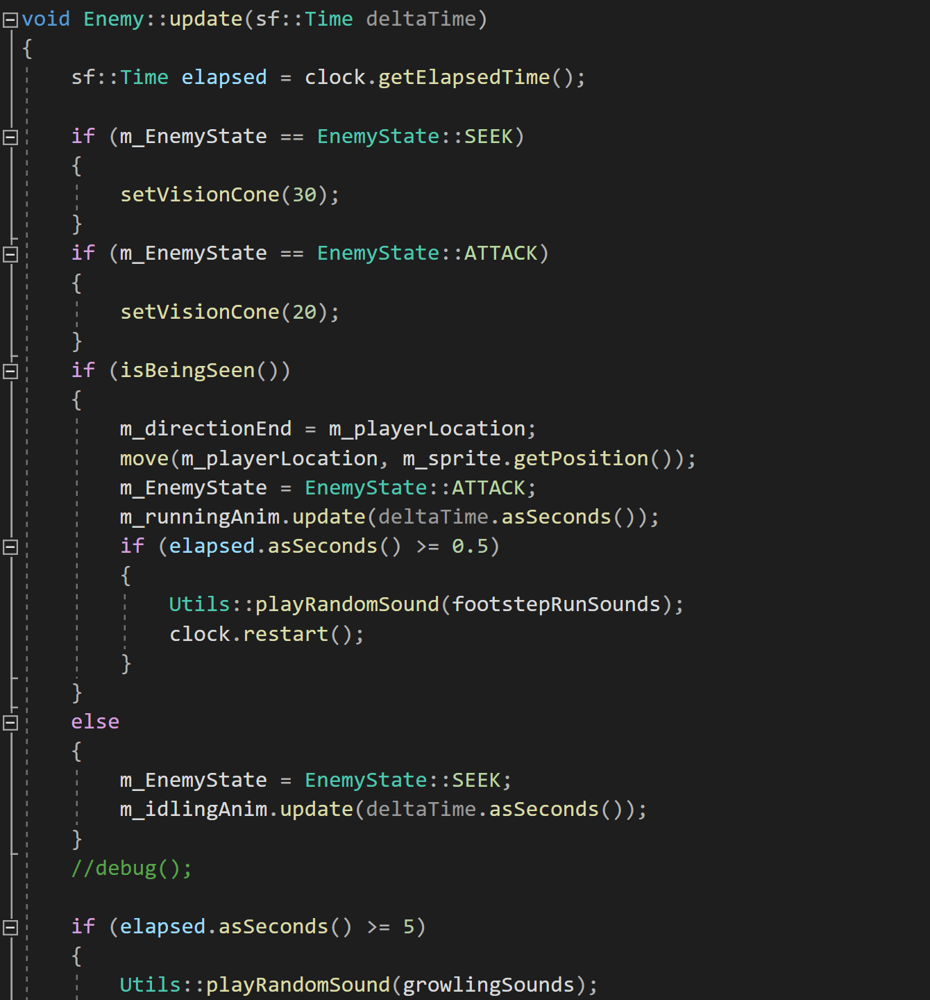 void Enemy::update(sf::Time deltaTime)
{
    sf::Time elapsed = clock.getElapsedTime();

    if (m_EnemyState == EnemyState::SEEK)
    {
        setVisionCone(30);
    }
    if (m_EnemyState == EnemyState::ATTACK)
    {
        setVisionCone(20);
    }
    if (isBeingSeen())
    {
        m_directionEnd = m_playerLocation;
        move(m_playerLocation, m_sprite.getPosition());
        m_EnemyState = EnemyState::ATTACK;
        m_runningAnim.update(deltaTime.asSeconds());
        if (elapsed.asSeconds() >= 0.5)
        {
            Utils::playRandomSound(footstepRunSounds);
            clock.restart();
        }
    }
    else
    {
        m_EnemyState = EnemyState::SEEK;
        m_idlingAnim.update(deltaTime.asSeconds());
    }
    //debug();

    if (elapsed.asSeconds() >= 5)
    {
        Utils::playRandomSound(growlingSounds);